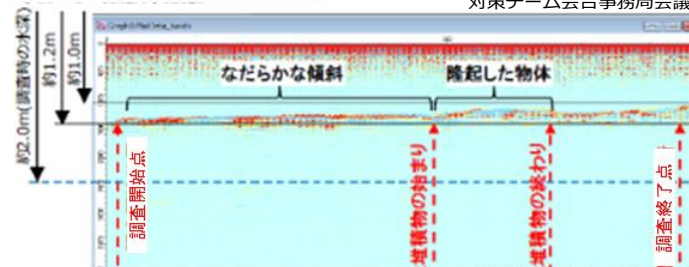 対策チーム会合事務局会議
約2.0m(調査時の水深)
約1.2m
約1.0m
なだらかな傾斜
隆起した物体
調査開始点
堆積物の始まり
堆積物の終わり
調査終了点